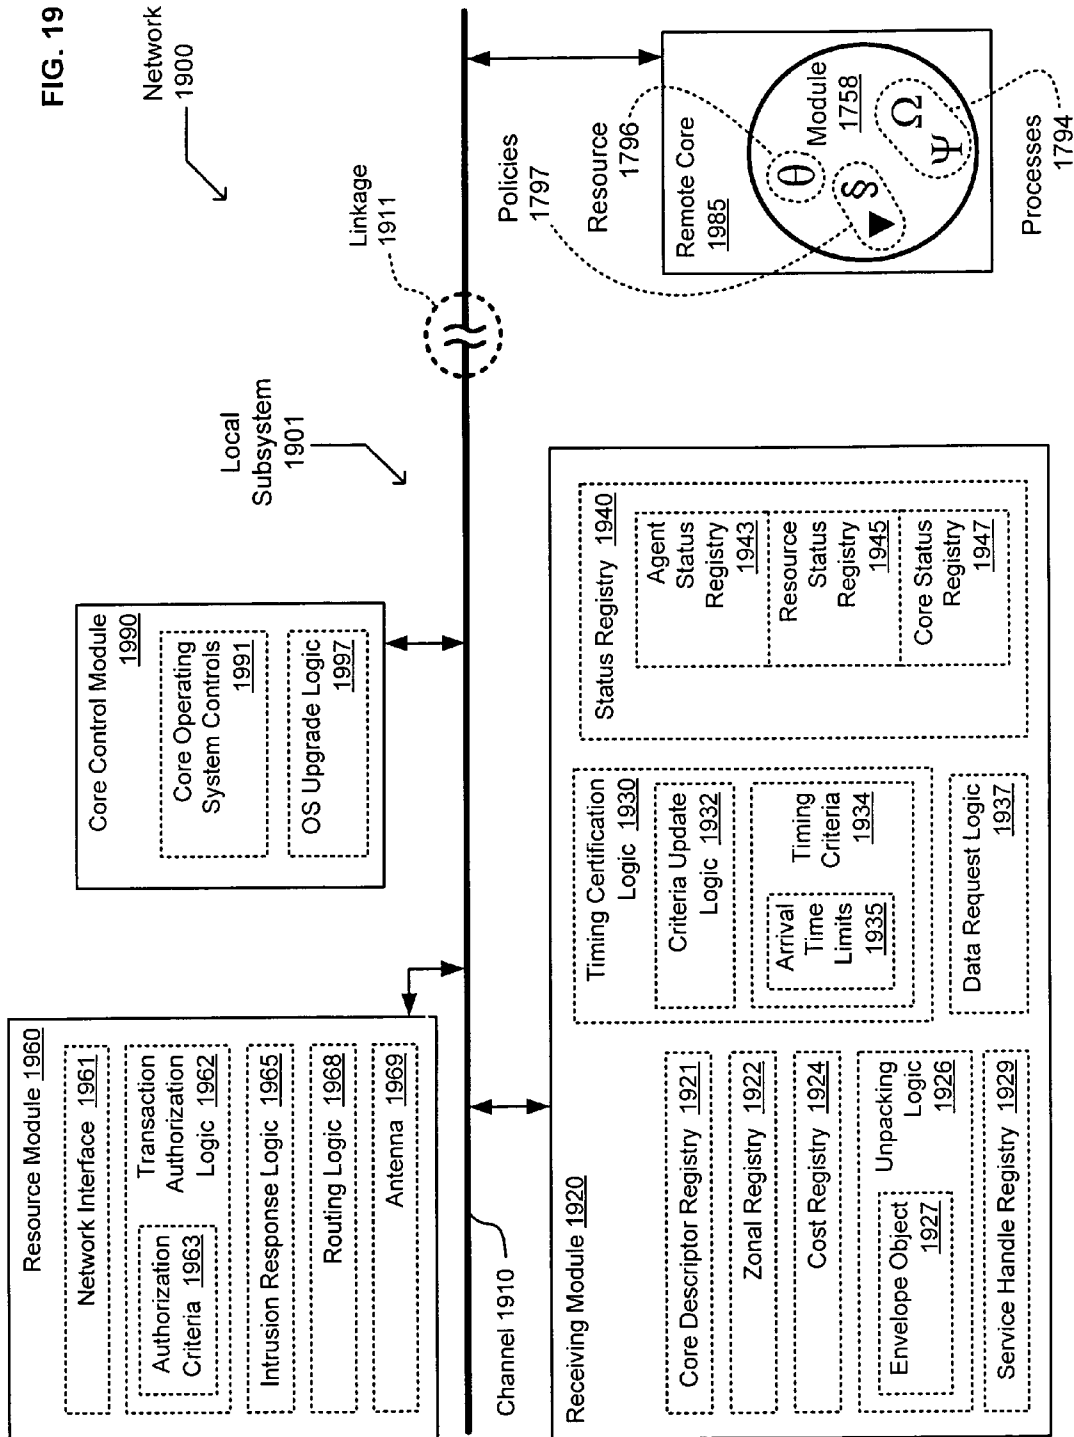 FIG. 19
Network
1900
Resource Module 1960
Network Interface 1961
Transaction
Authorization
Logic 1962
Authorization
Criteria 1963
Intrusion Response Logic 1965
Routing Logic 1968
Antenna 1969
Core Control Module
1990
Core Operating
System Controls
1991
OS Upgrade Logic
1997
Local
Subsystem
1901
Linkage
1911
Channel 1910
Receiving Module 1920
Core Descriptor Registry 1921
Zonal Registry 1922
Cost Registry 1924
Unpacking
Logic
1926
Envelope Object
1927
Service Handle Registry 1929
Timing Certification
Logic 1930
Criteria Update
Logic 1932
Timing
Criteria
1934
Arrival
Time
Limits
1935
Data Request Logic
1937
Status Registry 1940
Agent
Status
Registry
1943
Resource
Status
Registry
1945
Core Status
Registry
1947
Policies
1797
Resource
1796
Remote Core
1985
Module
1758
θ
▲ §
Ψ Ω
Processes
1794